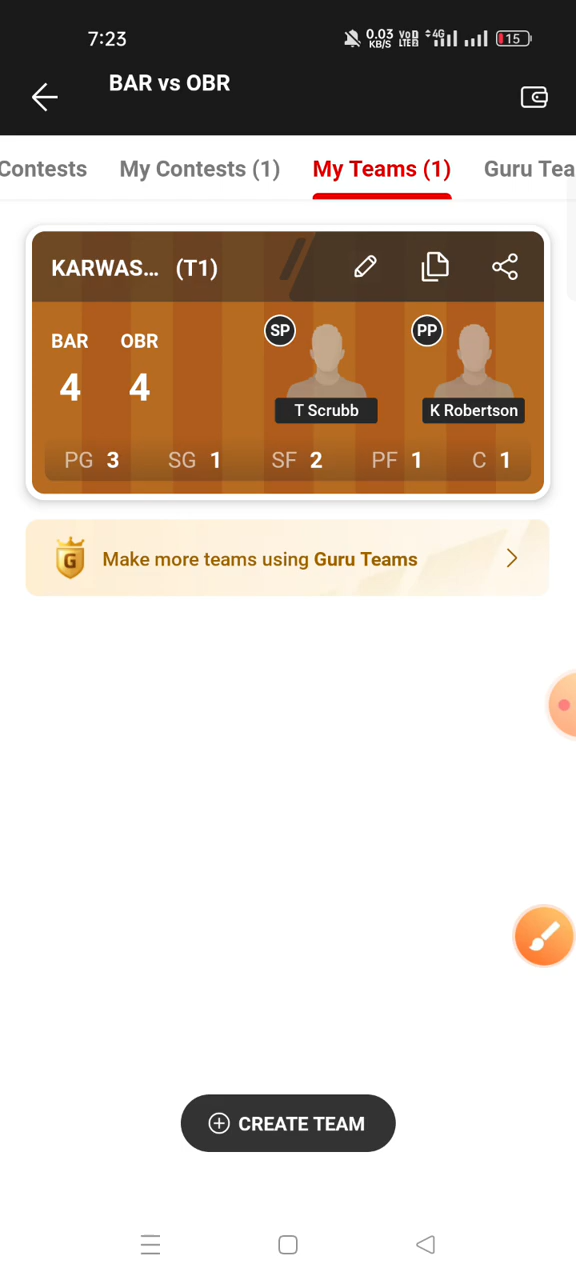 7:23
0.03 KB/S Vo LTE 4G 15
BAR vs OBR
Contests My Contests (1) My Teams (1) Guru Tea
KARWAS... (T1)
BAR OBR SP PP
4 4
T Scrubb K Robertson
PG 3 SG 1 SF 2 PF 1 C 1
G Make more teams using Guru Teams
CREATE TEAM